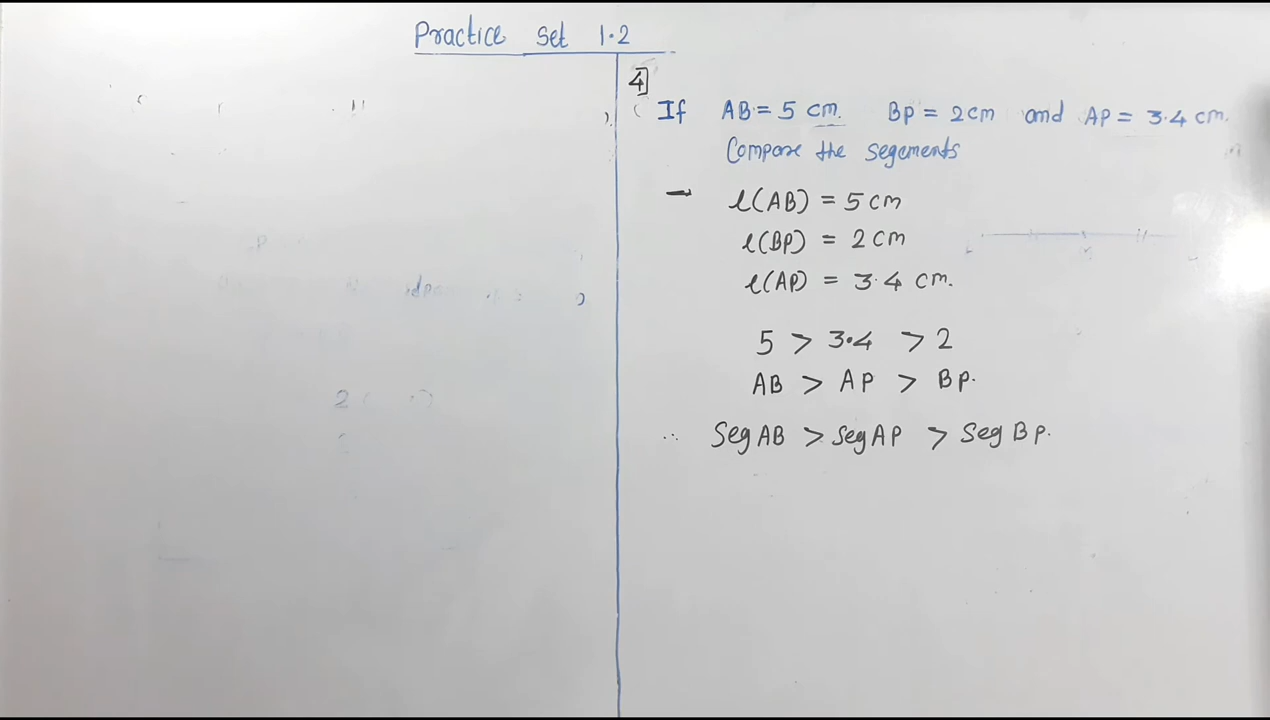 Practice Set 1.2
4]
If AB = 5 cm. BP = 2cm and AP = 3.4 cm.
Compare the segements
→ l(AB) = 5 cm
l(BP) = 2 cm
l(AP) = 3.4 cm.
5 > 3.4 > 2
AB > AP > BP.
∴ Seg AB > Seg AP > Seg BP.